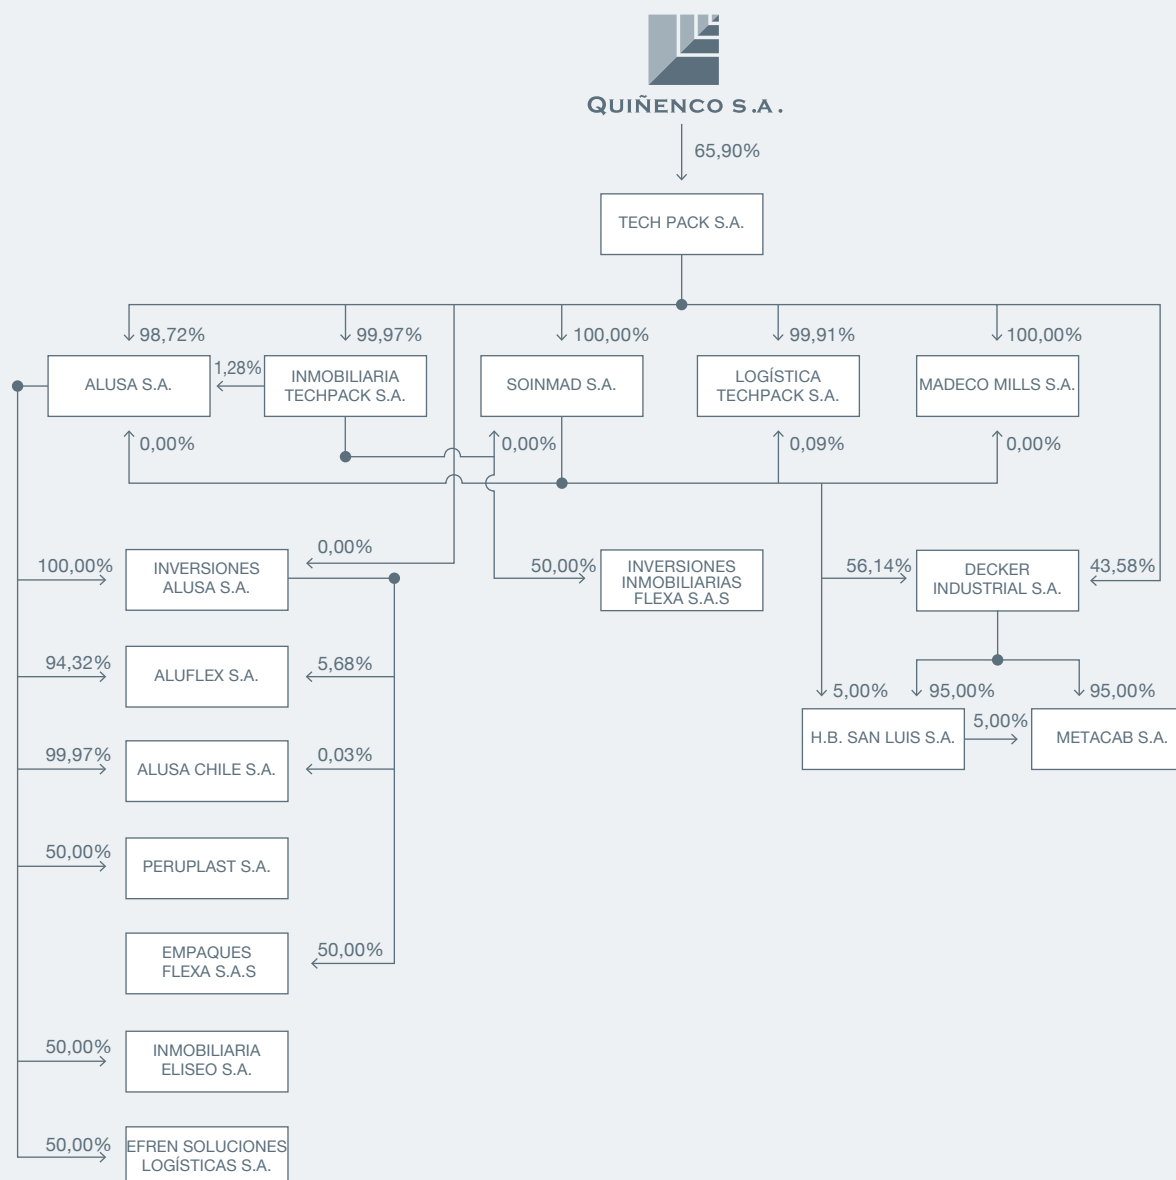 QUIÑENCO S.A.
65,90%
TECH PACK S.A.
98,72%
99,97%
100,00%
99,91%
100,00%
ALUSA S.A.
1,28%
INMOBILIARIA
TECHPACK S.A.
SOINMAD S.A.
LOGÍSTICA
TECHPACK S.A.
MADECO MILLS S.A.
0,00%
0,00%
0,09%
0,00%
100,00%
INVERSIONES
ALUSA S.A.
0,00%
50,00%
INVERSIONES
INMOBILIARIAS
FLEXA S.A.S
56,14%
DECKER
INDUSTRIAL S.A.
43,58%
94,32%
ALUFLEX S.A.
5,68%
5,00%
95,00%
95,00%
H.B. SAN LUIS S.A.
5,00%
METACAB S.A.
99,97%
ALUSA CHILE S.A.
0,03%
50,00%
PERUPLAST S.A.
EMPAQUES
FLEXA S.A.S
50,00%
50,00%
INMOBILIARIA
ELISEO S.A.
50,00%
EFREN SOLUCIONES
LOGÍSTICAS S.A.